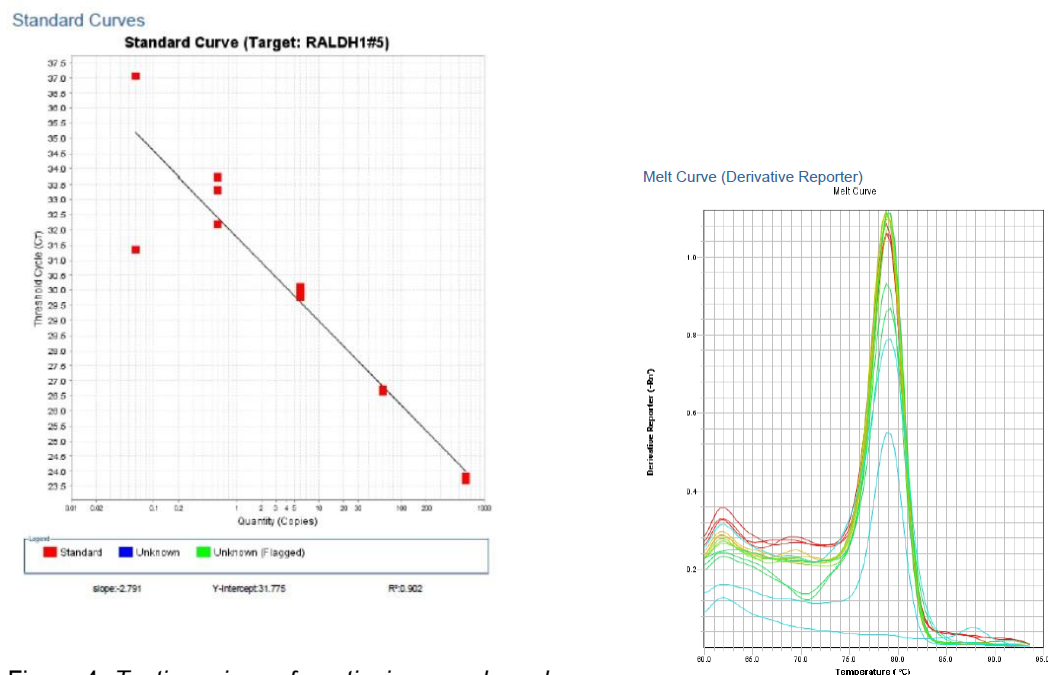 Standard Curves
Standard Curve (Target: RALDH1#5)
37.5
37.0
36.5
36.0
35.5
35.0
34.5
34.0
33.5
33.0
32.5
32.0
31.5
31.0
30.5
30.0
29.5
29.0
28.5
28.0
27.5
27.0
26.5
26.0
25.5
25.0
24.5
24.0
23.5
Threshold Cycle (CT)
0.01 0.02 0.1 0.2 1 2 3 4 5 10 20 30 100 200 1000
Quantity (Copies)
Legend
Standard Unknown Unknown (Flagged)
slope:-2.791 Y-Intercept:31.775 R²:0.902
Melt Curve (Derivative Reporter)
Melt Curve
1.0
0.8
0.6
0.4
0.2
Derivative Reporter (-Rn')
60.0 65.0 70.0 75.0 80.0 85.0 90.0 95.0
Temperature (°C)